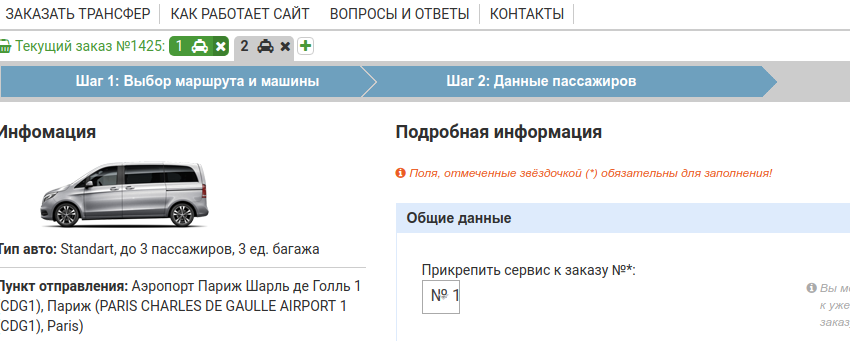 ЗАКАЗАТЬ ТРАНСФЕР КАК РАБОТАЕТ САЙТ ВОПРОСЫ И ОТВЕТЫ КОНТАКТЫ
Текущий заказ №1425: 1 2
Шаг 1: Выбор маршрута и машины Шаг 2: Данные пассажиров
Инфомация
Тип авто: Standart, до 3 пассажиров, 3 ед. багажа
Пункт отправления: Аэропорт Париж Шарль де Голль 1
CDG1), Париж (PARIS CHARLES DE GAULLE AIRPORT 1
CDG1), Paris)
Подробная информация
Поля, отмеченные звёздочкой (*) обязательны для заполнения!
Общие данные
Прикрепить сервис к заказу №*:
№ 1
Вы
к уже
заказ